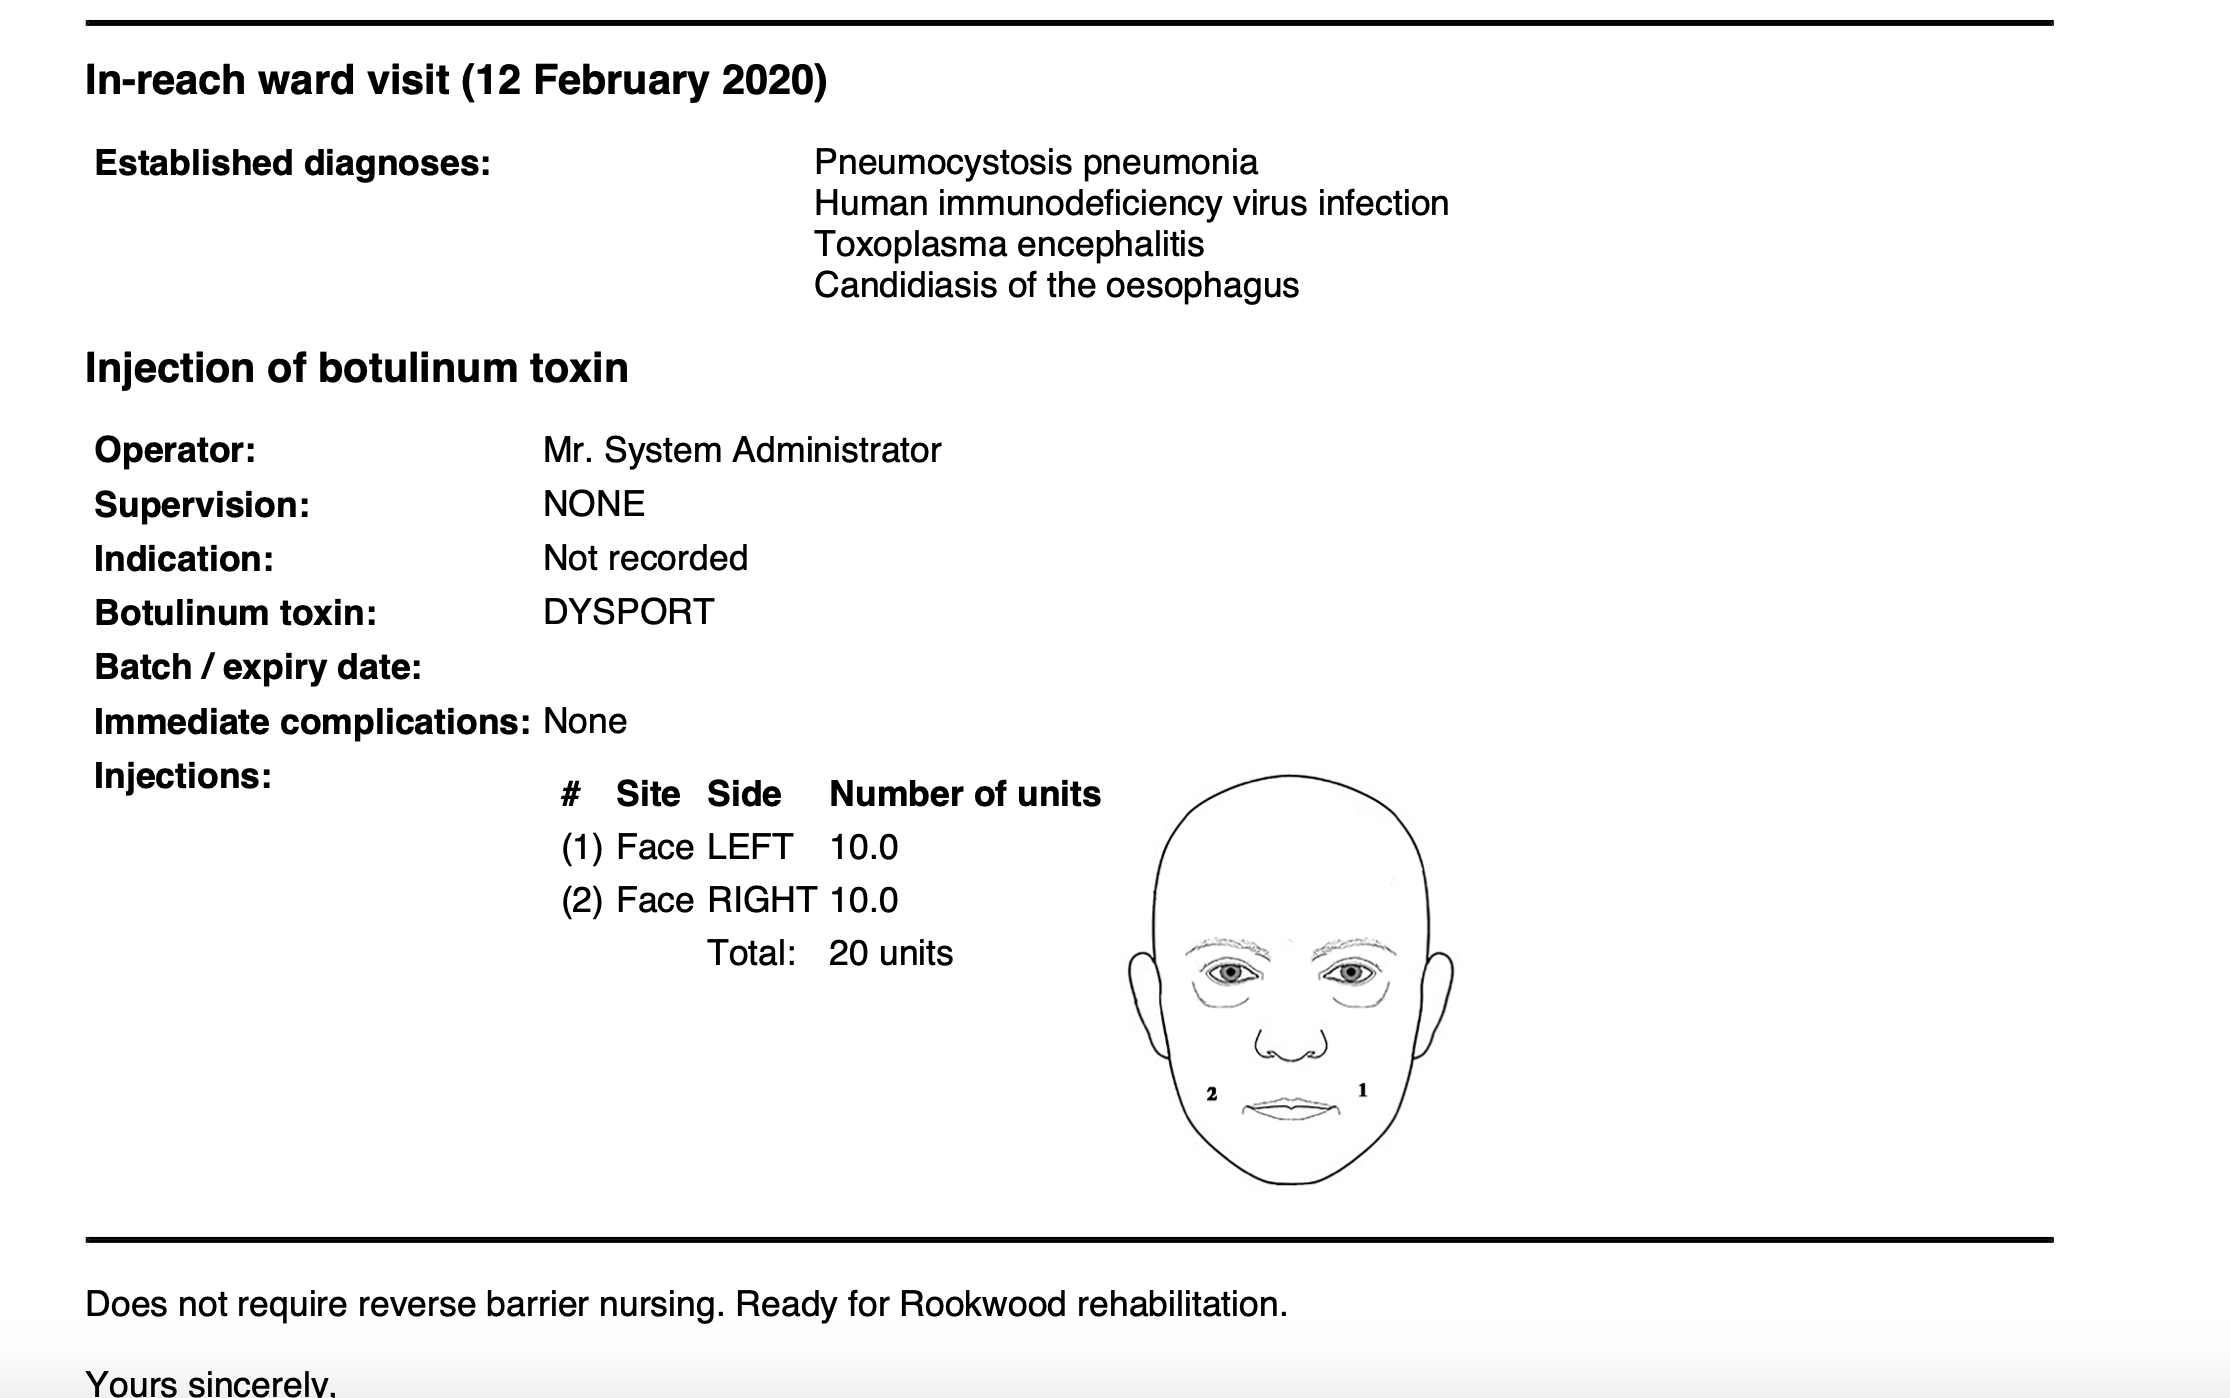 In-reach ward visit (12 February 2020)
Established diagnoses: Pneumocystosis pneumonia
Human immunodeficiency virus infection
Toxoplasma encephalitis
Candidiasis of the oesophagus
Injection of botulinum toxin
Operator: Mr. System Administrator
Supervision: NONE
Indication: Not recorded
Botulinum toxin: DYSPORT
Batch / expiry date:
Immediate complications: None
Injections:
# Site Side Number of units
(1) Face LEFT 10.0
(2) Face RIGHT 10.0
Total: 20 units
2 1
Does not require reverse barrier nursing. Ready for Rookwood rehabilitation.
Yours sincerely,